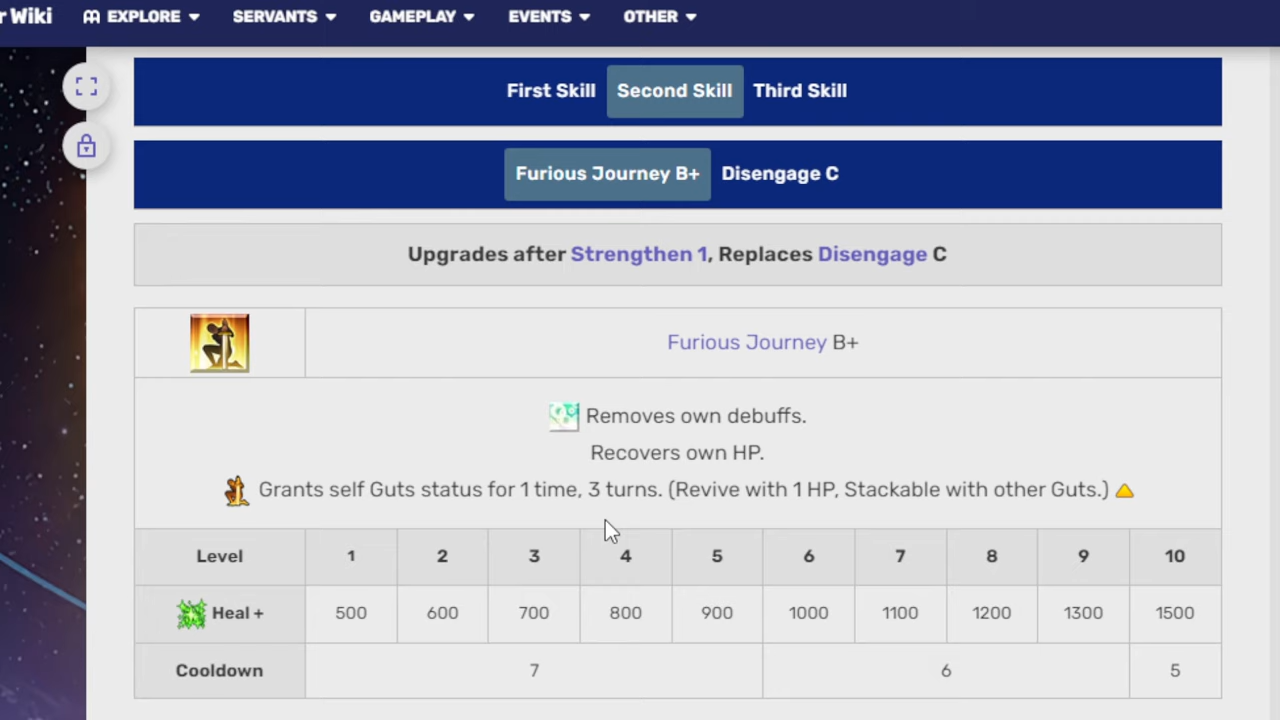 r Wiki EXPLORE SERVANTS GAMEPLAY EVENTS OTHER
First Skill Second Skill Third Skill
Furious Journey B+ Disengage C
Upgrades after Strengthen 1, Replaces Disengage C
Furious Journey B+
Removes own debuffs.
Recovers own HP.
Grants self Guts status for 1 time, 3 turns. (Revive with 1 HP, Stackable with other Guts.)
Level 1 2 3 4 5 6 7 8 9 10
Heal + 500 600 700 800 900 1000 1100 1200 1300 1500
Cooldown 7 6 5